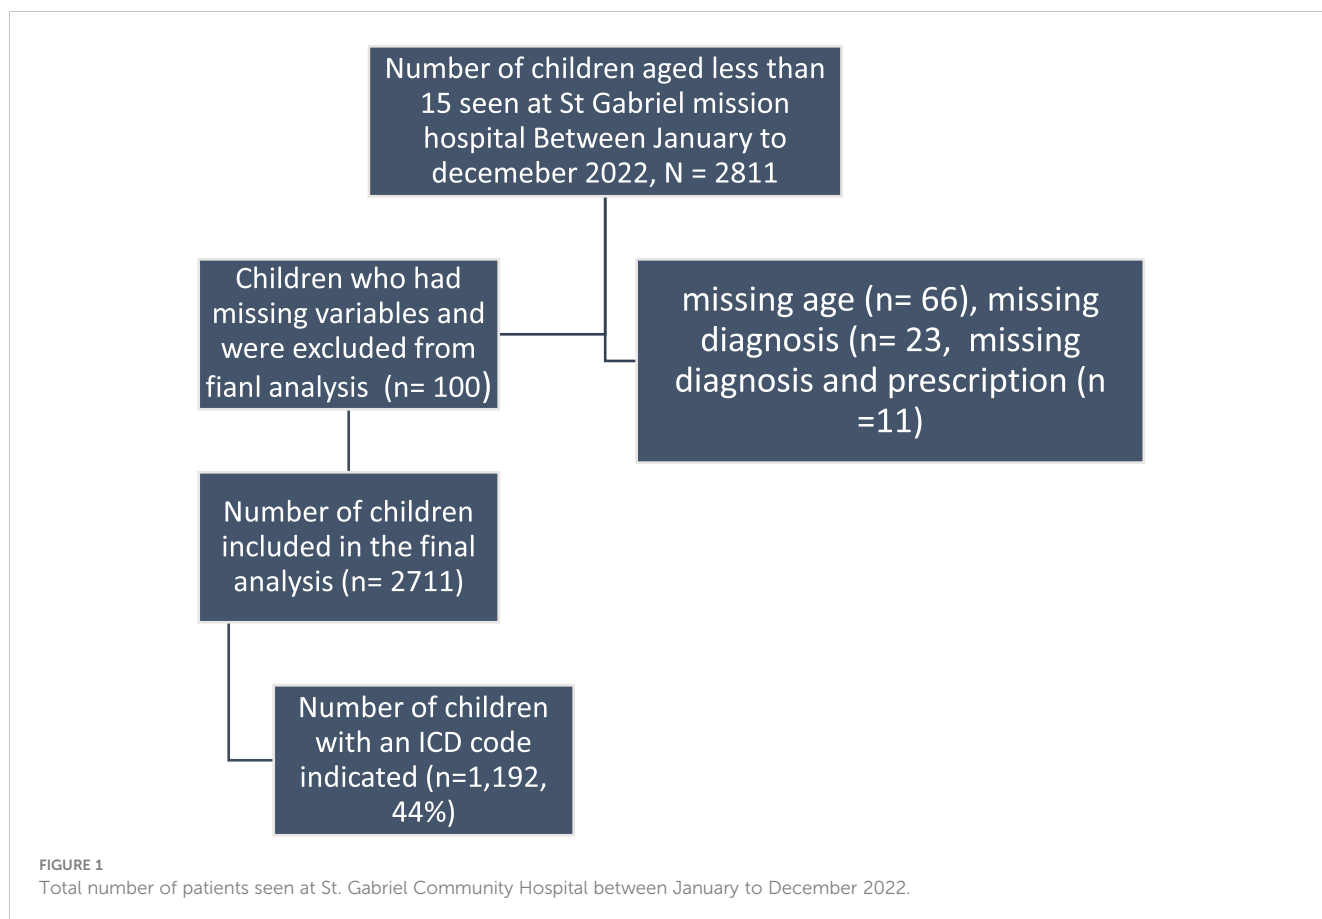 Number of children aged less than
15 seen at St Gabriel mission
hospital Between January to
decemeber 2022, N = 2811
Children who had
missing variables and
were excluded from
fianl analysis  (n= 100)
missing age (n= 66), missing
diagnosis (n= 23,  missing
diagnosis and prescription (n
=11)
Number of children
included in the final
analysis (n= 2711)
Number of children
with an ICD code
indicated (n=1,192,
44%)
FIGURE 1
Total number of patients seen at St. Gabriel Community Hospital between January to December 2022.